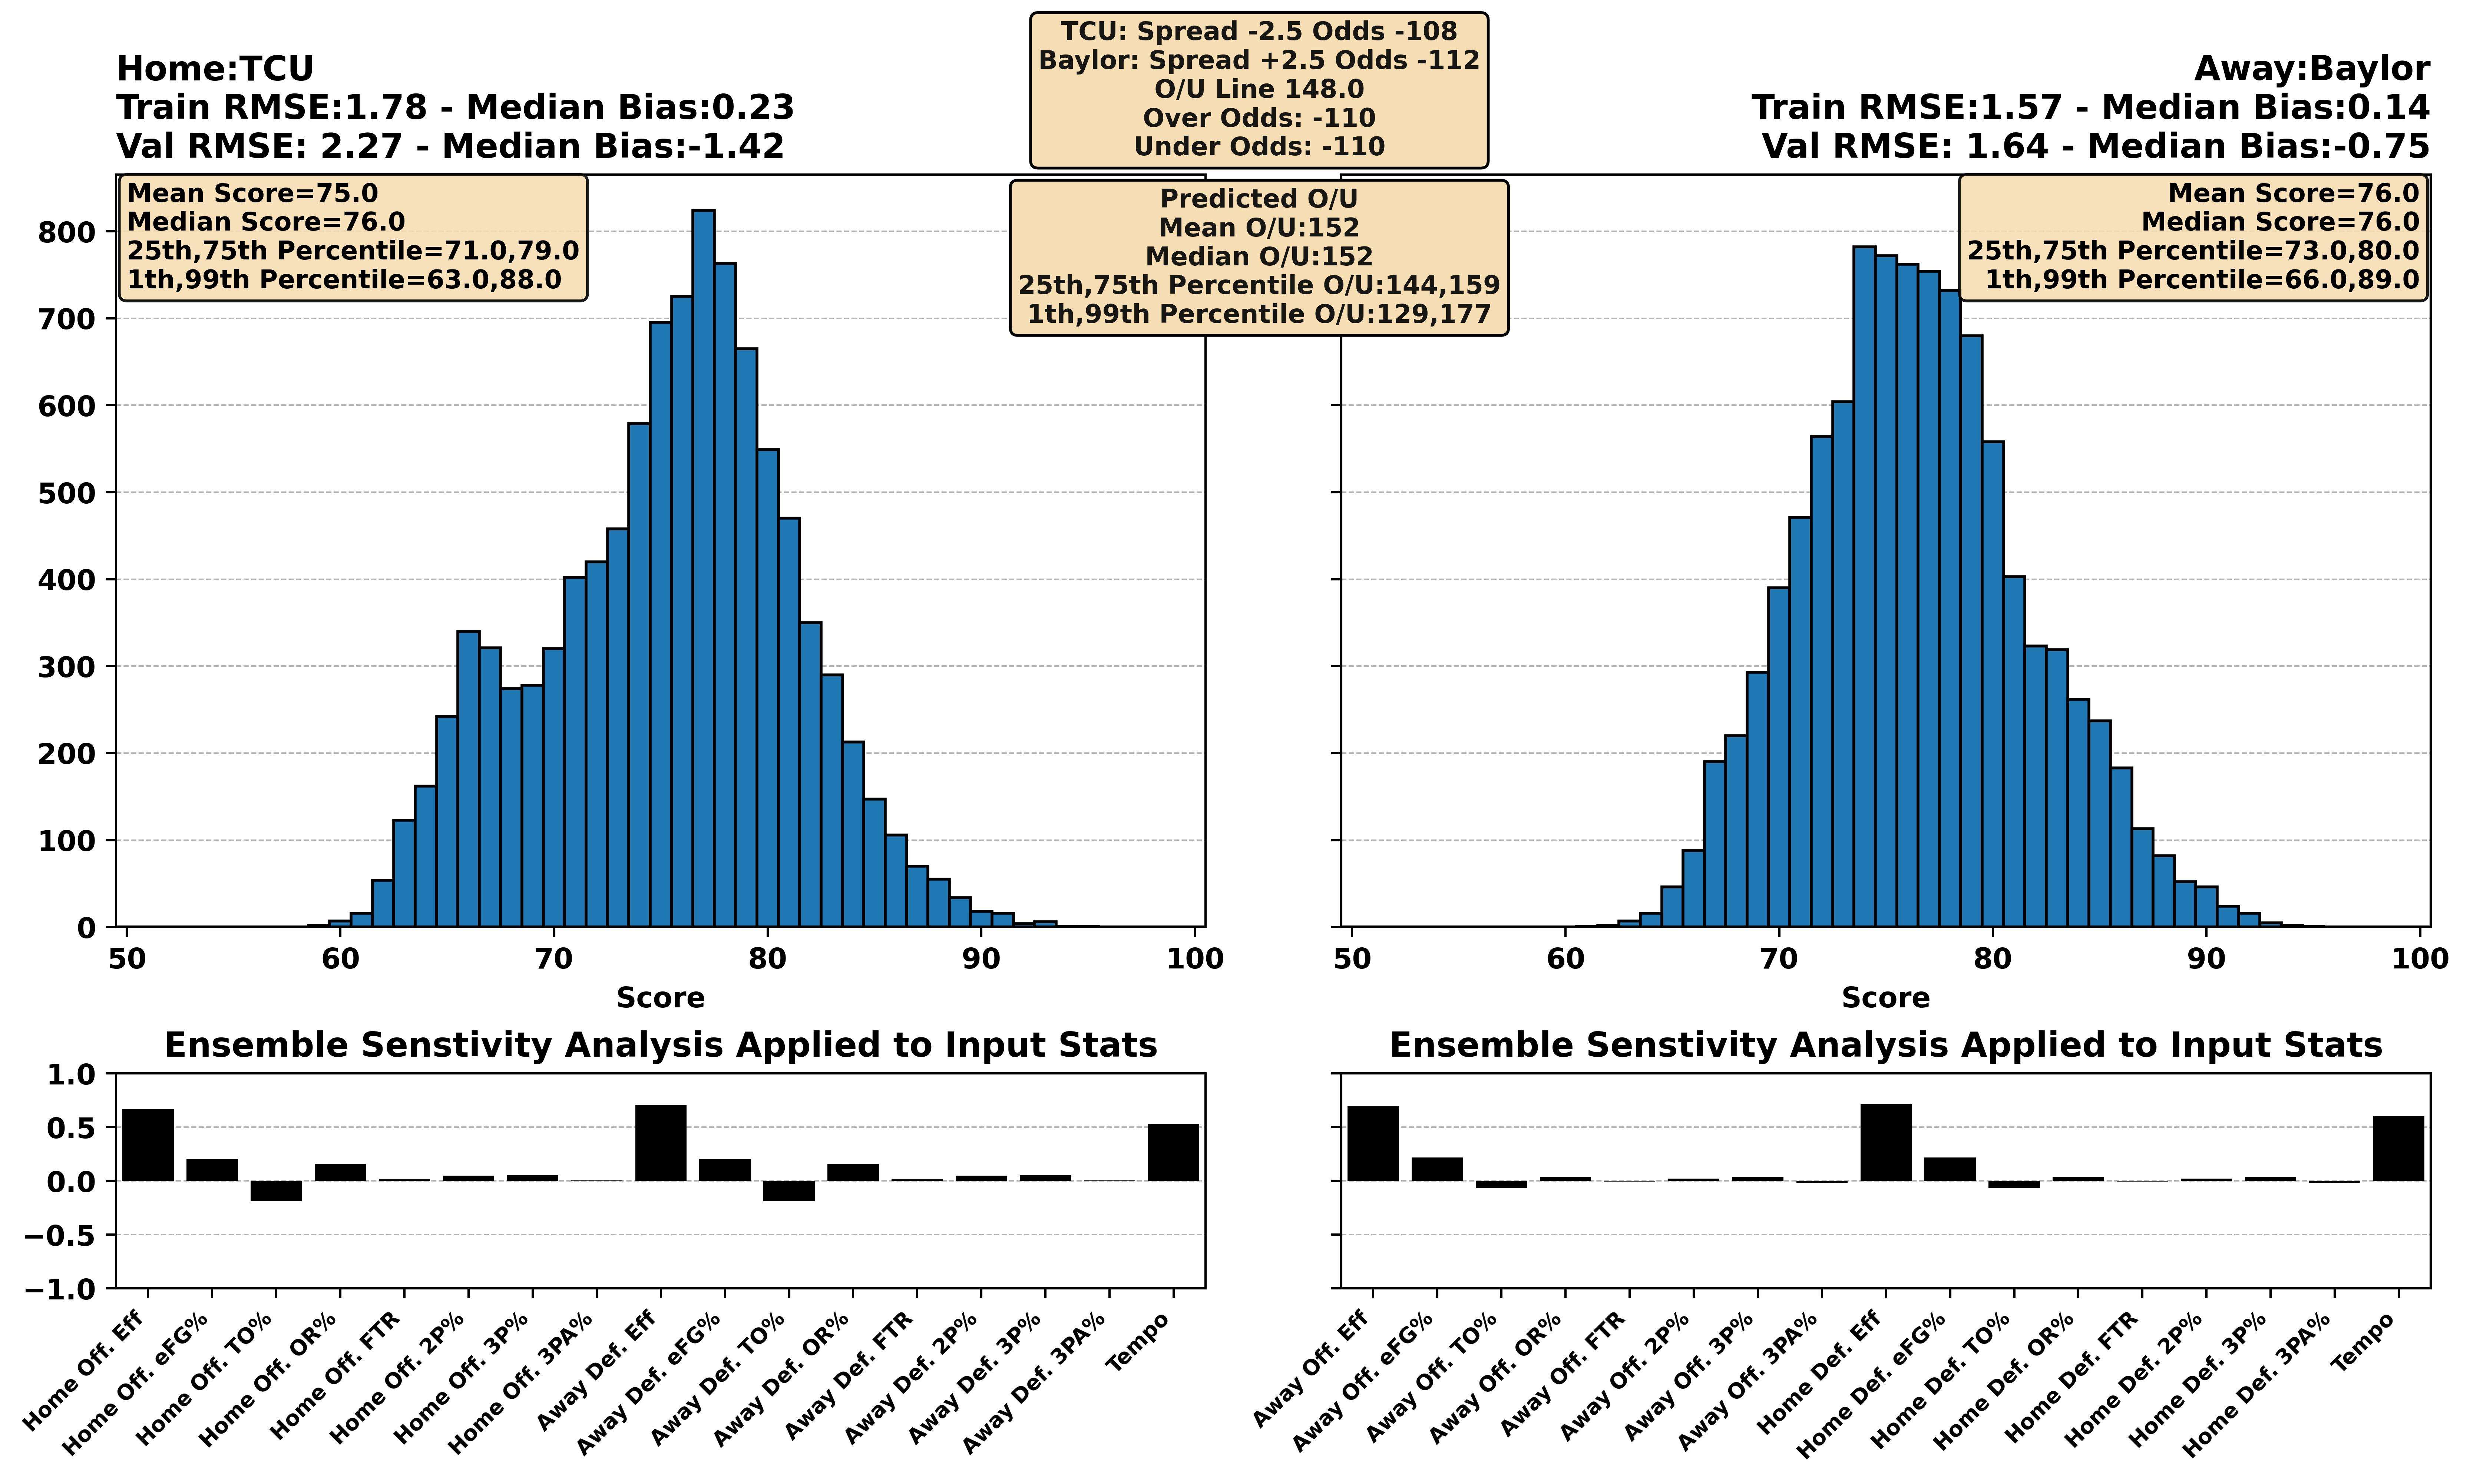 TCU: Spread -2.5 Odds -108
Baylor: Spread +2.5 Odds -112
O/U Line 148.0
Over Odds: -110
Under Odds: -110
Home:TCU
Train RMSE:1.78 - Median Bias:0.23
Val RMSE: 2.27 - Median Bias:-1.42
Away:Baylor
Train RMSE:1.57 - Median Bias:0.14
Val RMSE: 1.64 - Median Bias:-0.75
Mean Score=75.0
Median Score=76.0
25th,75th Percentile=71.0,79.0
1th,99th Percentile=63.0,88.0
Predicted O/U
Mean O/U:152
Median O/U:152
25th,75th Percentile O/U:144,159
1th,99th Percentile O/U:129,177
Mean Score=76.0
Median Score=76.0
25th,75th Percentile=73.0,80.0
1th,99th Percentile=66.0,89.0
800
700
600
500
400
300
200
100
0
50 60 70 80 90 100
Score
50 60 70 80 90 100
Score
Ensemble Senstivity Analysis Applied to Input Stats
1.0
0.5
0.0
−0.5
−1.0
Home Off. Eff
Home Off. eFG%
Home Off. TO%
Home Off. OR%
Home Off. FTR
Home Off. 2P%
Home Off. 3P%
Home Off. 3PA%
Away Def. Eff
Away Def. eFG%
Away Def. TO%
Away Def. OR%
Away Def. FTR
Away Def. 2P%
Away Def. 3P%
Away Def. 3PA%
Tempo
Ensemble Senstivity Analysis Applied to Input Stats
Away Off. Eff
Away Off. eFG%
Away Off. TO%
Away Off. OR%
Away Off. FTR
Away Off. 2P%
Away Off. 3P%
Away Off. 3PA%
Home Def. Eff
Home Def. eFG%
Home Def. TO%
Home Def. OR%
Home Def. FTR
Home Def. 2P%
Home Def. 3P%
Home Def. 3PA%
Tempo